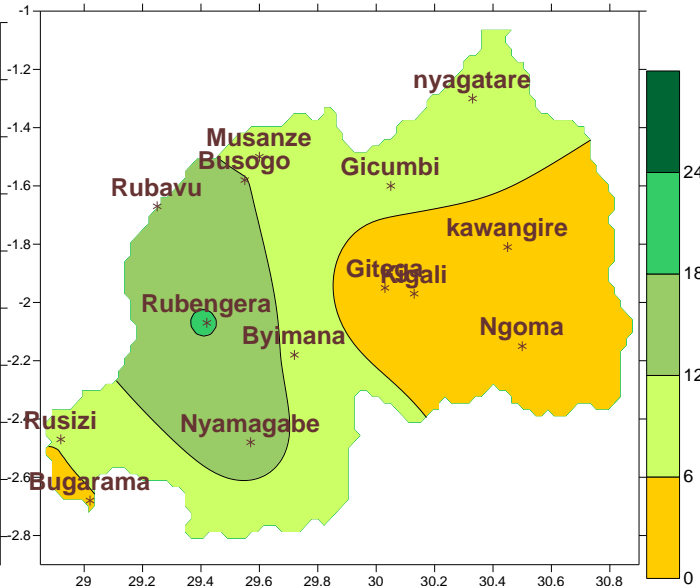 -1
-1.2
-1.4
-1.6
-1.8
-2
-2.2
-2.4
-2.6
-2.8
nyagatare
Musanze
Busogo
Gicumbi
Rubavu
kawangire
Gitega
Kigali
Rubengera
Byimana
Ngoma
Rusizi
Nyamagabe
Bugarama
29 29.2 29.4 29.6 29.8 30 30.2 30.4 30.6 30.8
24
18
12
6
0